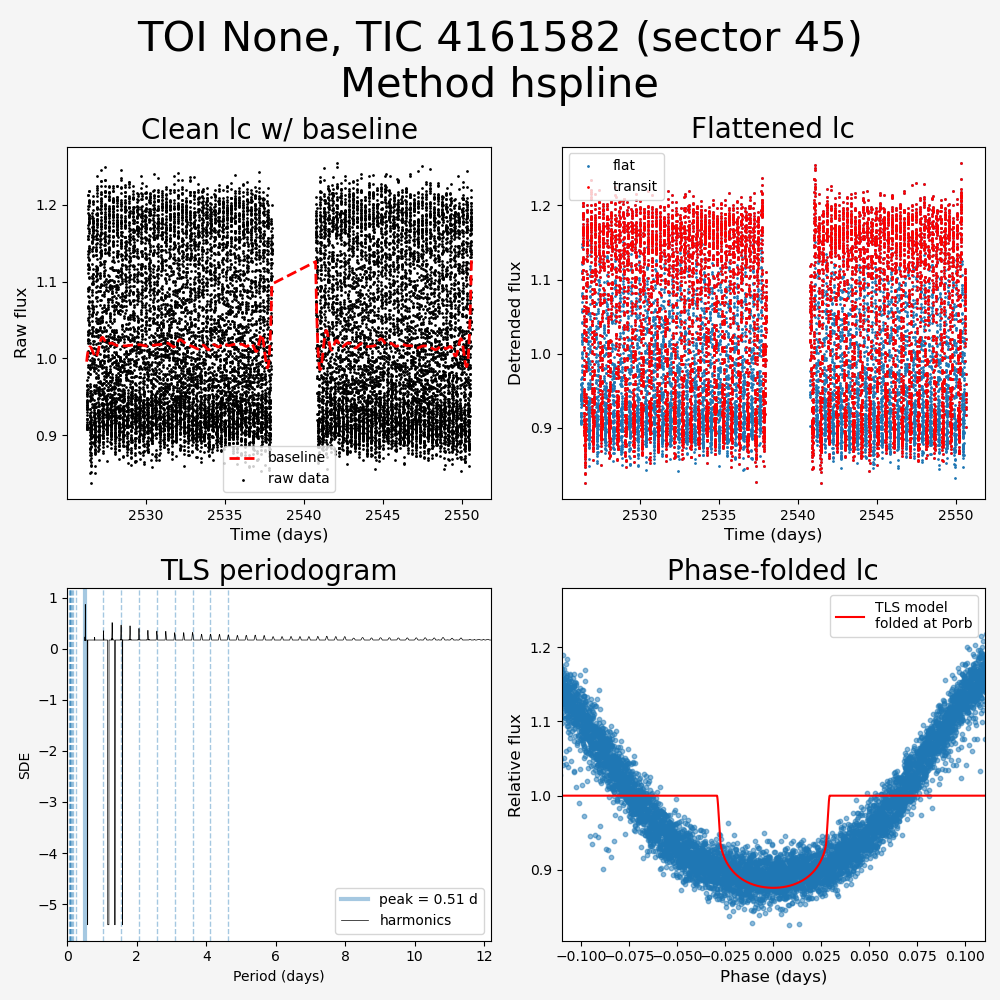 TOI None, TIC 4161582 (sector 45)
Method hspline
Clean lc w/ baseline
Raw flux
1.2
1.1
1.0
0.9
baseline
raw data
2530
2535
2540
2545
2550
Time (days)
Flattened lc
Detrended flux
1.2
1.1
1.0
0.9
flat
transit
2530
2535
2540
2545
2550
Time (days)
TLS periodogram
SDE
1
0
−1
−2
−3
−4
−5
peak = 0.51 d
harmonics
0
2
4
6
8
10
12
Period (days)
Phase-folded lc
Relative flux
1.2
1.1
1.0
0.9
TLS model
folded at Porb
−0.100
−0.075
−0.050
−0.025
0.000
0.025
0.050
0.075
0.100
Phase (days)